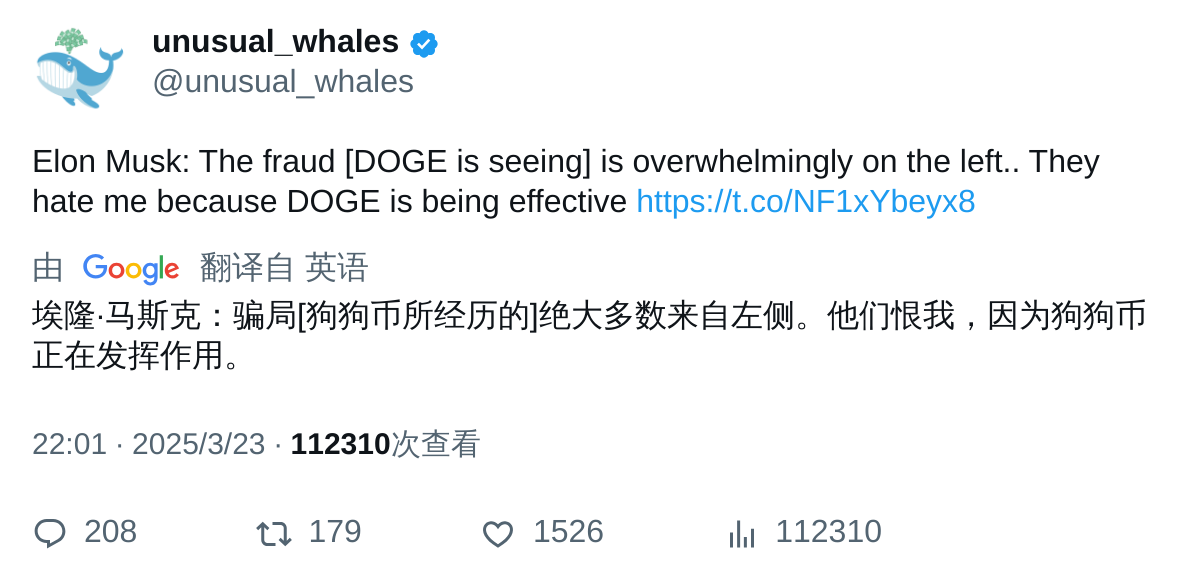 unusual_whales
@unusual_whales
Elon Musk: The fraud [DOGE is seeing] is overwhelmingly on the left.. They
hate me because DOGE is being effective https://t.co/NF1xYbeyx8
由 Google 翻译自 英语
埃隆·马斯克：骗局[狗狗币所经历的]绝大多数来自左侧。他们恨我，因为狗狗币
正在发挥作用。
22:01 · 2025/3/23 · 112310次查看
208 179 1526 112310